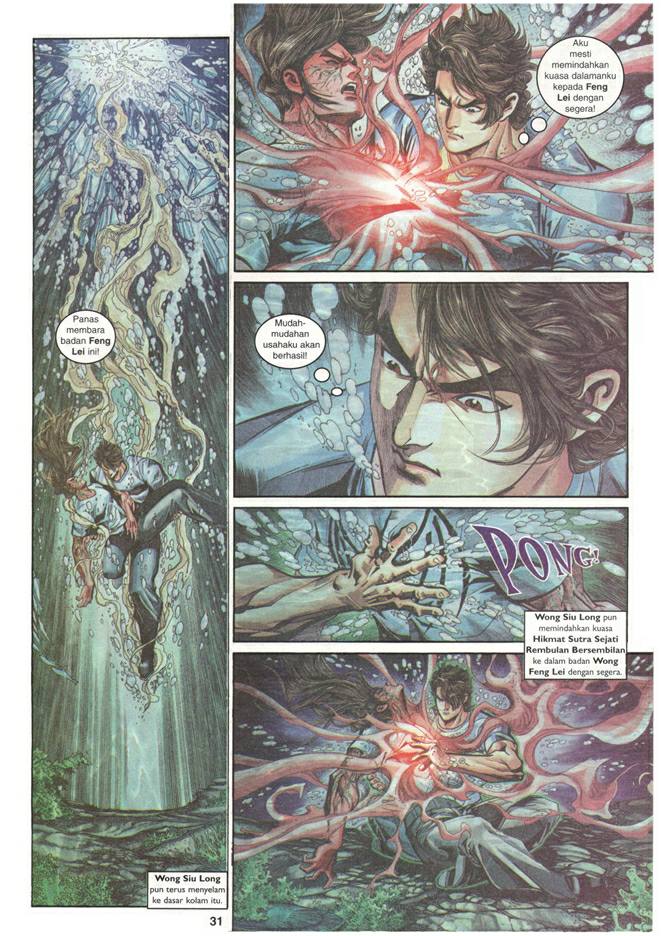 Panas
membara
badan Feng
Lei ini!
Wong Siu Long
pun terus menyelam
ke dasar kolam itu.
Aku
mesti
memindahkan
kuasa dalamanku
kepada Feng
Lei dengan
segera!
Mudah-
mudahan
usahaku akan
berhasil!
PONG!
Wong Siu Long pun
memindahkan kuasa
Hikmat Sutra Sejati
Rembulan Bersembilan
ke dalam badan Wong
Feng Lei dengan segera.
31